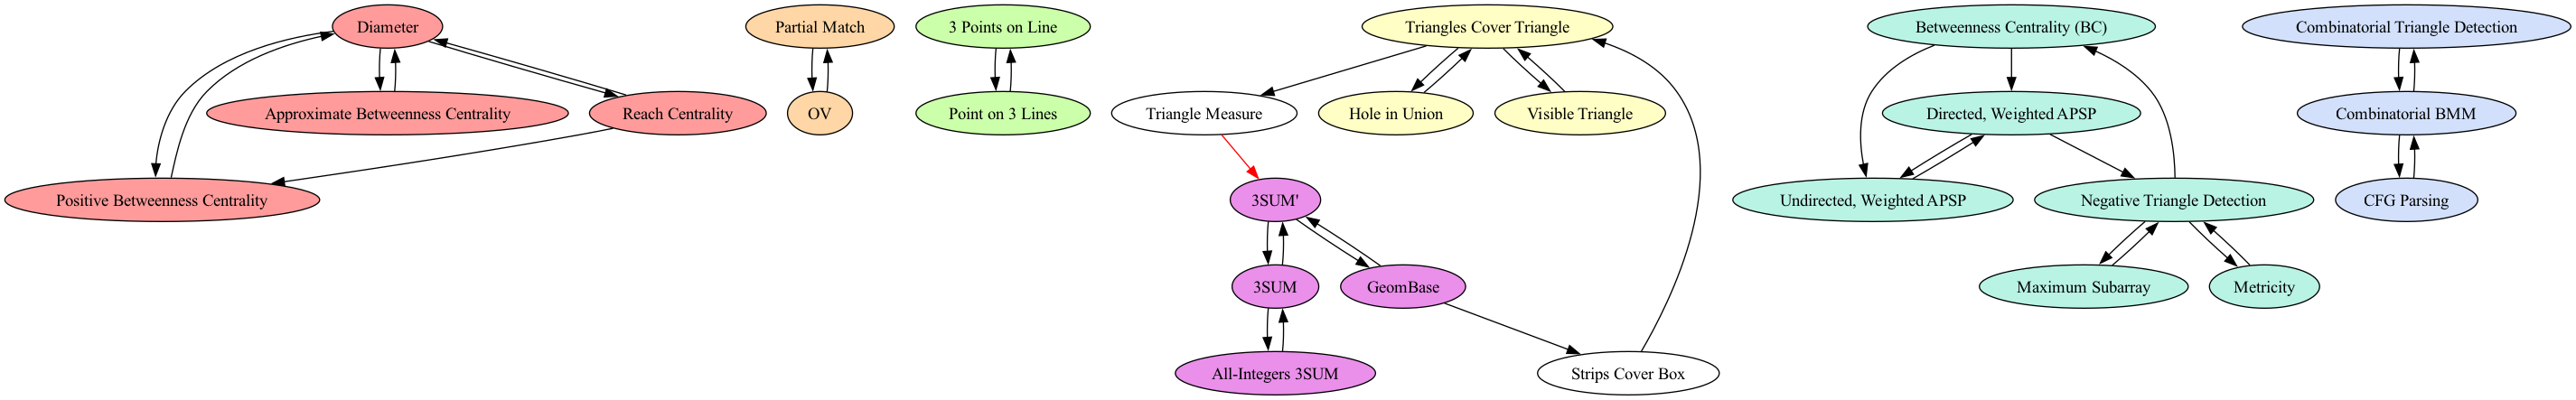 Diameter
Partial Match
3 Points on Line
Triangles Cover Triangle
Betweenness Centrality (BC)
Combinatorial Triangle Detection
Approximate Betweenness Centrality
Reach Centrality
OV
Point on 3 Lines
Triangle Measure
Hole in Union
Visible Triangle
Directed, Weighted APSP
Combinatorial BMM
Positive Betweenness Centrality
3SUM'
Undirected, Weighted APSP
Negative Triangle Detection
CFG Parsing
3SUM
GeomBase
Maximum Subarray
Metricity
All-Integers 3SUM
Strips Cover Box